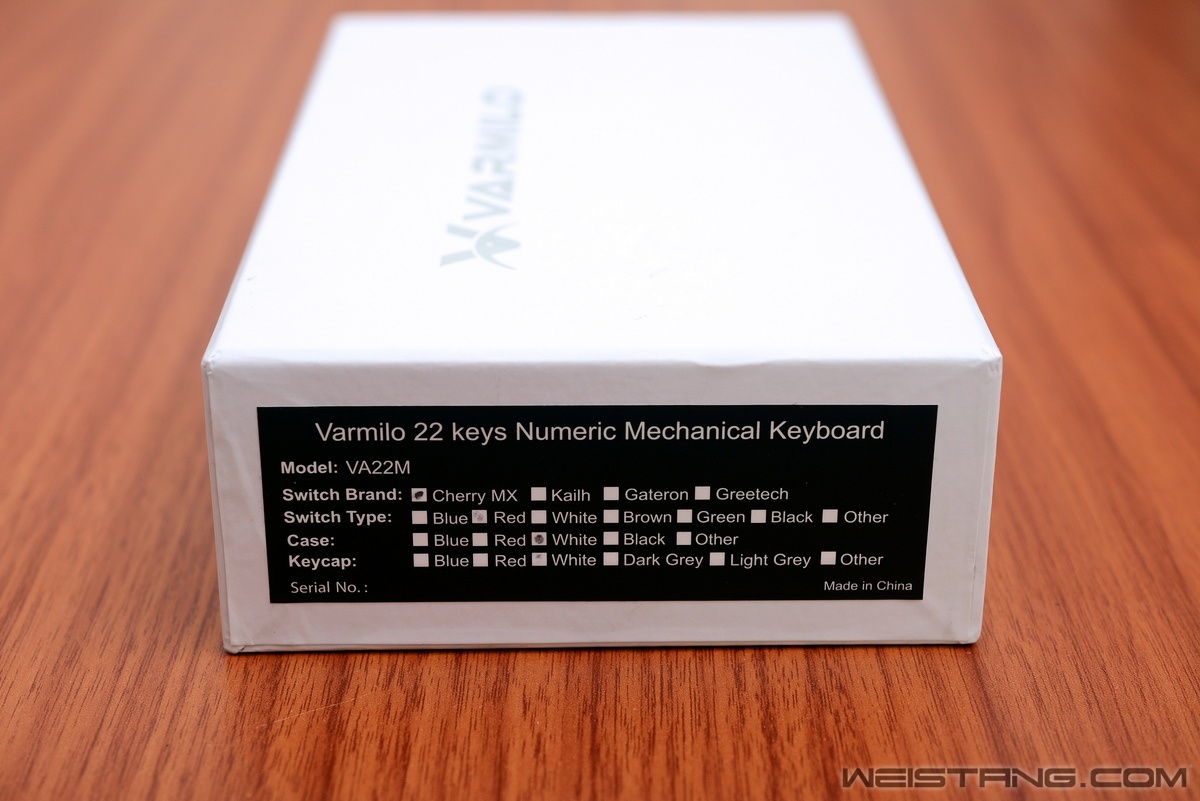 VARMILO
Varmilo 22 keys Numeric Mechanical Keyboard
Model: VA22M
Switch Brand: Cherry MX Kailh Gateron Greetech
Switch Type: Blue Red White Brown Green Black Other
Case: Blue Red White Black Other
Keycap: Blue Red White Dark Grey Light Grey Other
Serial No. : Made in China
WEISTANG.COM